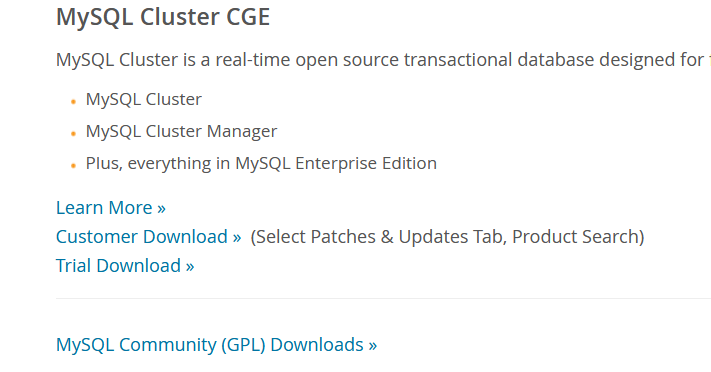 MySQL Cluster CGE
MySQL Cluster is a real-time open source transactional database designed for
MySQL Cluster
MySQL Cluster Manager
Plus, everything in MySQL Enterprise Edition
Learn More »
Customer Download » (Select Patches & Updates Tab, Product Search)
Trial Download »
MySQL Community (GPL) Downloads »